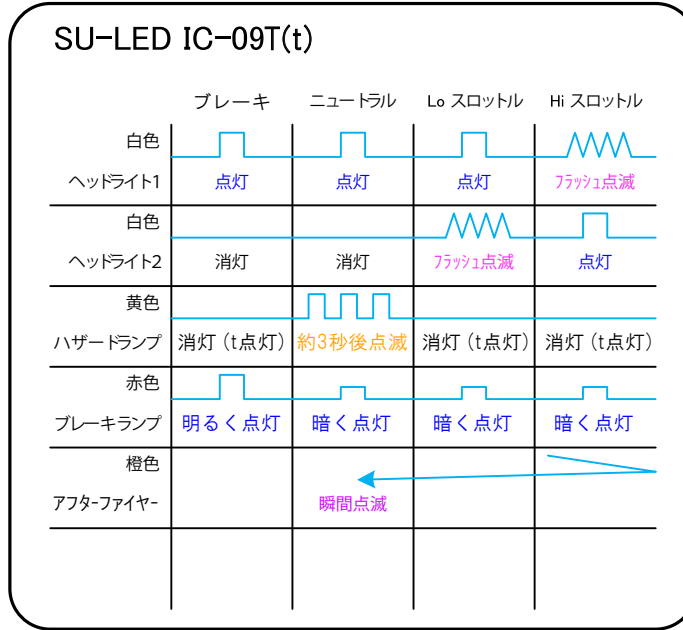 SU-LED IC-09T(t)
ブレーキ ニュートラル Lo スロットル Hi スロットル
白色
ヘッドライト1 点灯 点灯 点灯 フラッシュ点滅
白色
ヘッドライト2 消灯 消灯 フラッシュ点滅 点灯
黄色
ハザードランプ 消灯（t点灯） 約3秒後点滅 消灯（t点灯） 消灯（t点灯）
赤色
ブレーキランプ 明るく点灯 暗く点灯 暗く点灯 暗く点灯
橙色
アフターファイヤー 瞬間点滅